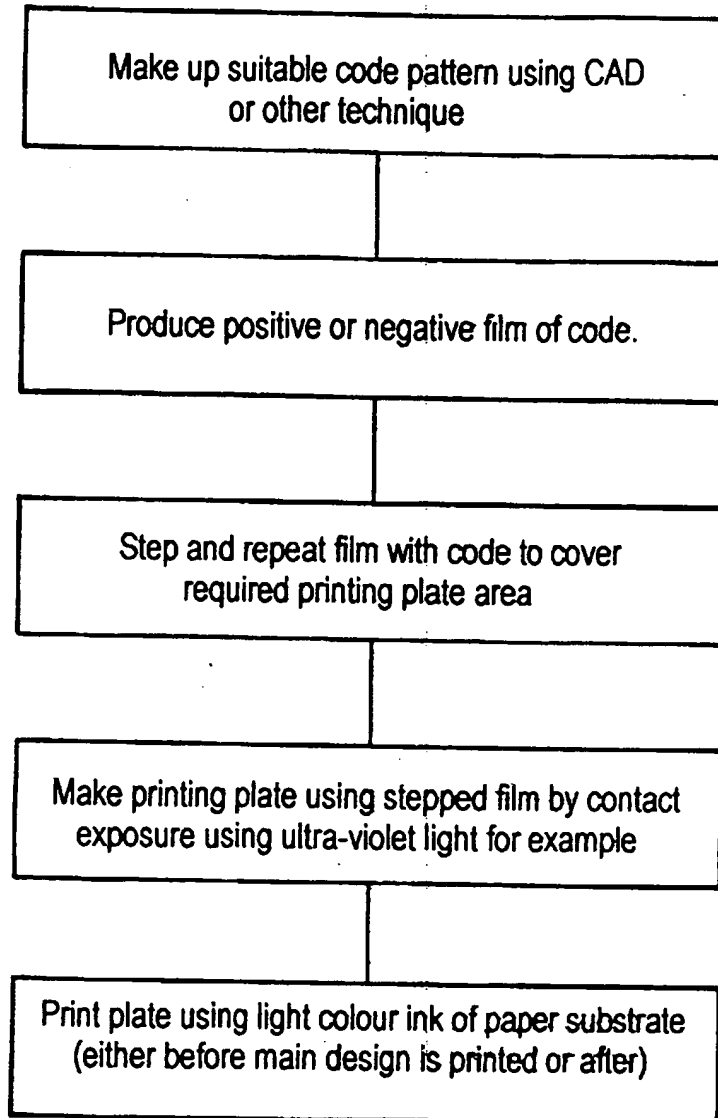 Make up suitable code pattern using CAD
or other technique
Produce positive or negative film of code.
Step and repeat film with code to cover
required printing plate area
Make printing plate using stepped film by contact
exposure using ultra-violet light for example
Print plate using light colour ink of paper substrate
(either before main design is printed or after)